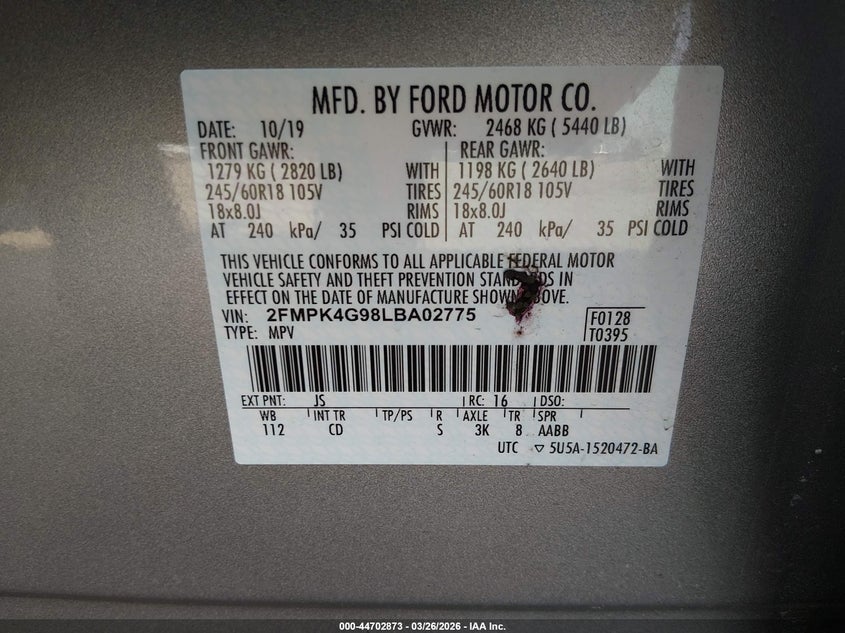 MFD. BY FORD MOTOR CO.
DATE: 10/19 GVWR: 2468 KG ( 5440 LB)
FRONT GAWR: REAR GAWR:
1279 KG ( 2820 LB) WITH 1198 KG ( 2640 LB) WITH
245/60R18 105V TIRES 245/60R18 105V TIRES
18x8.0J RIMS 18x8.0J RIMS
AT 240 kPa/ 35 PSI COLD AT 240 kPa/ 35 PSI COLD
THIS VEHICLE CONFORMS TO ALL APPLICABLE FEDERAL MOTOR
VEHICLE SAFETY AND THEFT PREVENTION STANDARDS IN
EFFECT ON THE DATE OF MANUFACTURE SHOWN ABOVE.
VIN: 2FMPK4G98LBA02775 F0128
TYPE: MPV T0395
EXT PNT: JS RC: 16 DSO:
WB INT TR TP/PS R AXLE TR SPR
112 CD S 3K 8 AABB
UTC ▽ 5U5A-1520472-BA
000-44702873 - 03/26/2026 - IAA Inc.